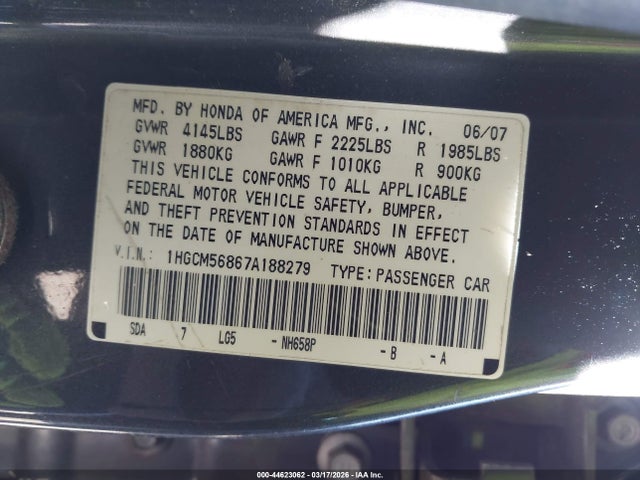 MFD. BY HONDA OF AMERICA MFG., INC. 06/07
GVWR 4145LBS GAWR F 2225LBS R 1985LBS
GVWR 1880KG GAWR F 1010KG R 900KG
THIS VEHICLE CONFORMS TO ALL APPLICABLE
FEDERAL MOTOR VEHICLE SAFETY, BUMPER,
AND THEFT PREVENTION STANDARDS IN EFFECT
ON THE DATE OF MANUFACTURE SHOWN ABOVE.
V.I.N.: 1HGCM56867A188279 TYPE: PASSENGER CAR
SDA 7 LG5 -NH658P -B -A
000-44623062 - 03/17/2026 - IAA Inc.